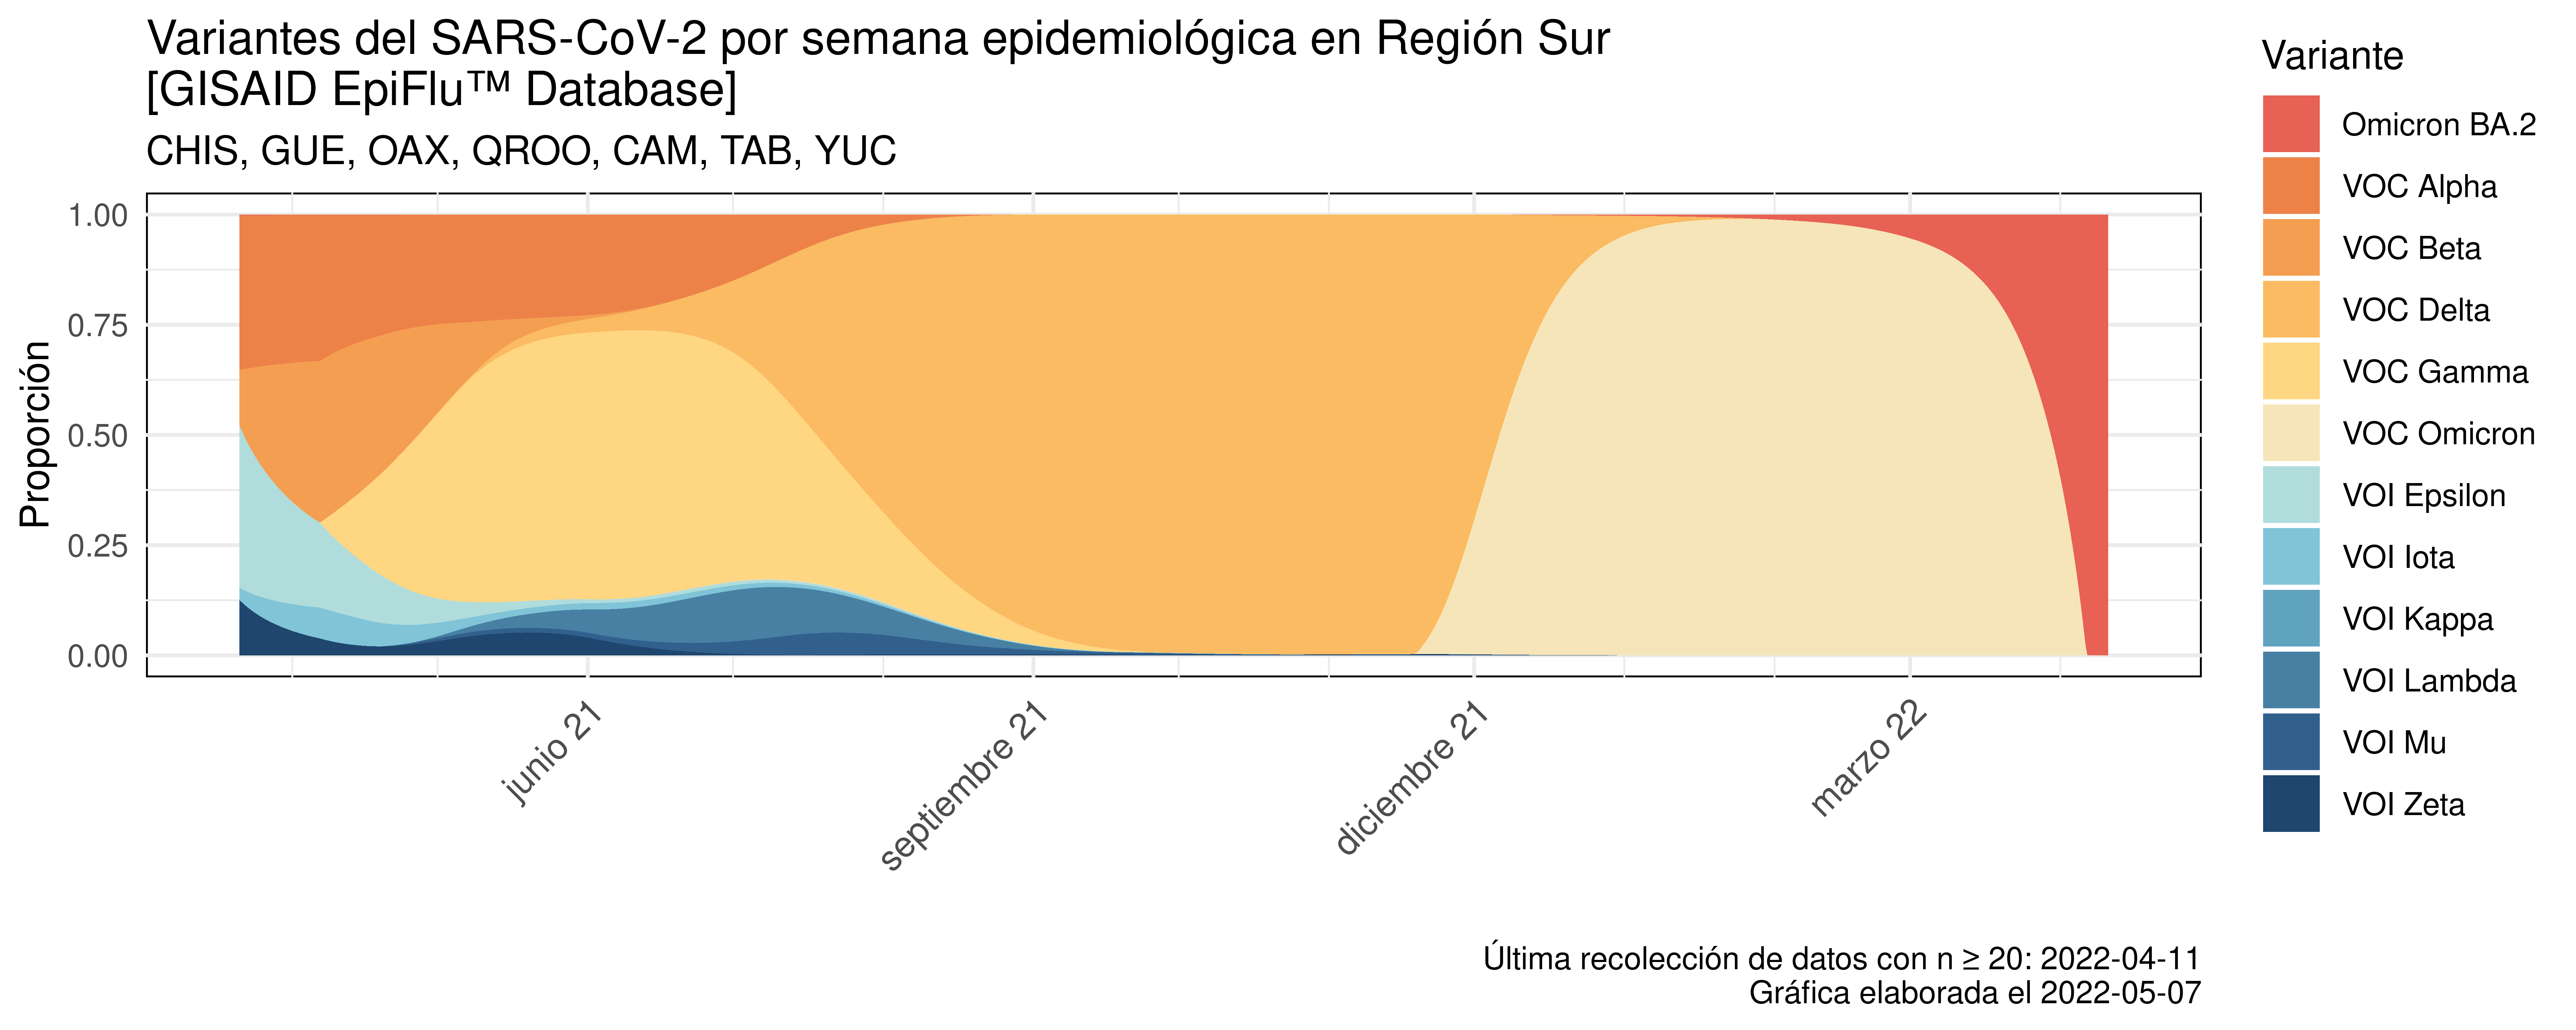 Variantes del SARS-CoV-2 por semana epidemiológica en Región Sur
[GISAID EpiFlu™ Database]
CHIS, GUE, OAX, QROO, CAM, TAB, YUC
Proporción
1.00
0.75
0.50
0.25
0.00
junio 21
septiembre 21
diciembre 21
marzo 22
Variante
Omicron BA.2
VOC Alpha
VOC Beta
VOC Delta
VOC Gamma
VOC Omicron
VOI Epsilon
VOI Iota
VOI Kappa
VOI Lambda
VOI Mu
VOI Zeta
Última recolección de datos con n ≥ 20: 2022-04-11
Gráfica elaborada el 2022-05-07